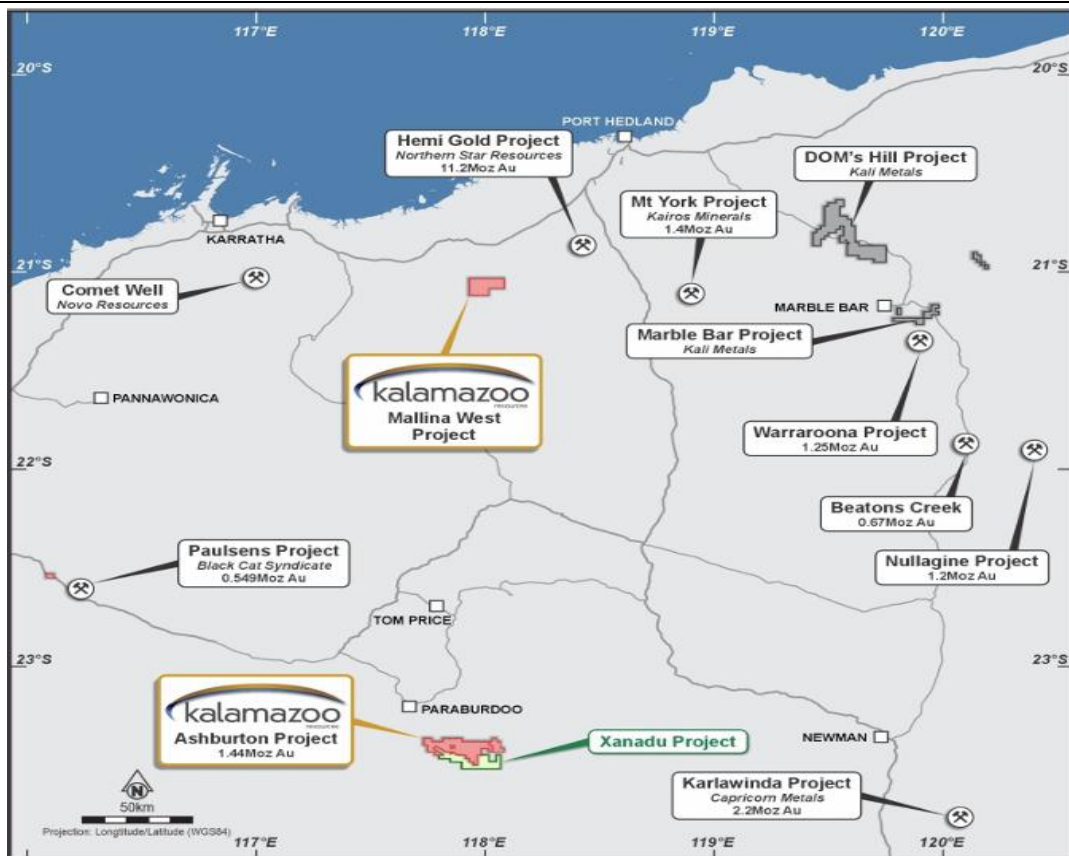 117°E
118°E
119°E
120°E
20°S
20°S
PORT HEDLAND
Hemi Gold Project
Northern Star Resources
11.2Moz Au
DOM's Hill Project
Kali Metals
Mt York Project
Kairos Minerals
1.4Moz Au
KARRATHA
21°S
21°S
Comet Well
Novo Resources
MARBLE BAR
Marble Bar Project
Kali Metals
kalamazoo
resources
Mallina West
Project
PANNAWONICA
Warraroona Project
1.25Moz Au
22°S
22°S
Beatons Creek
0.67Moz Au
Paulsens Project
Black Cat Syndicate
0.549Moz Au
Nullagine Project
1.2Moz Au
TOM PRICE
23°S
23°S
kalamazoo
resources
Ashburton Project
1.44Moz Au
PARABURDOO
Xanadu Project
NEWMAN
Karlawinda Project
Capricorn Metals
2.2Moz Au
N
50km
Projection: Longtitude/Latitude (WGS84)
117°E
118°E
119°E
120°E